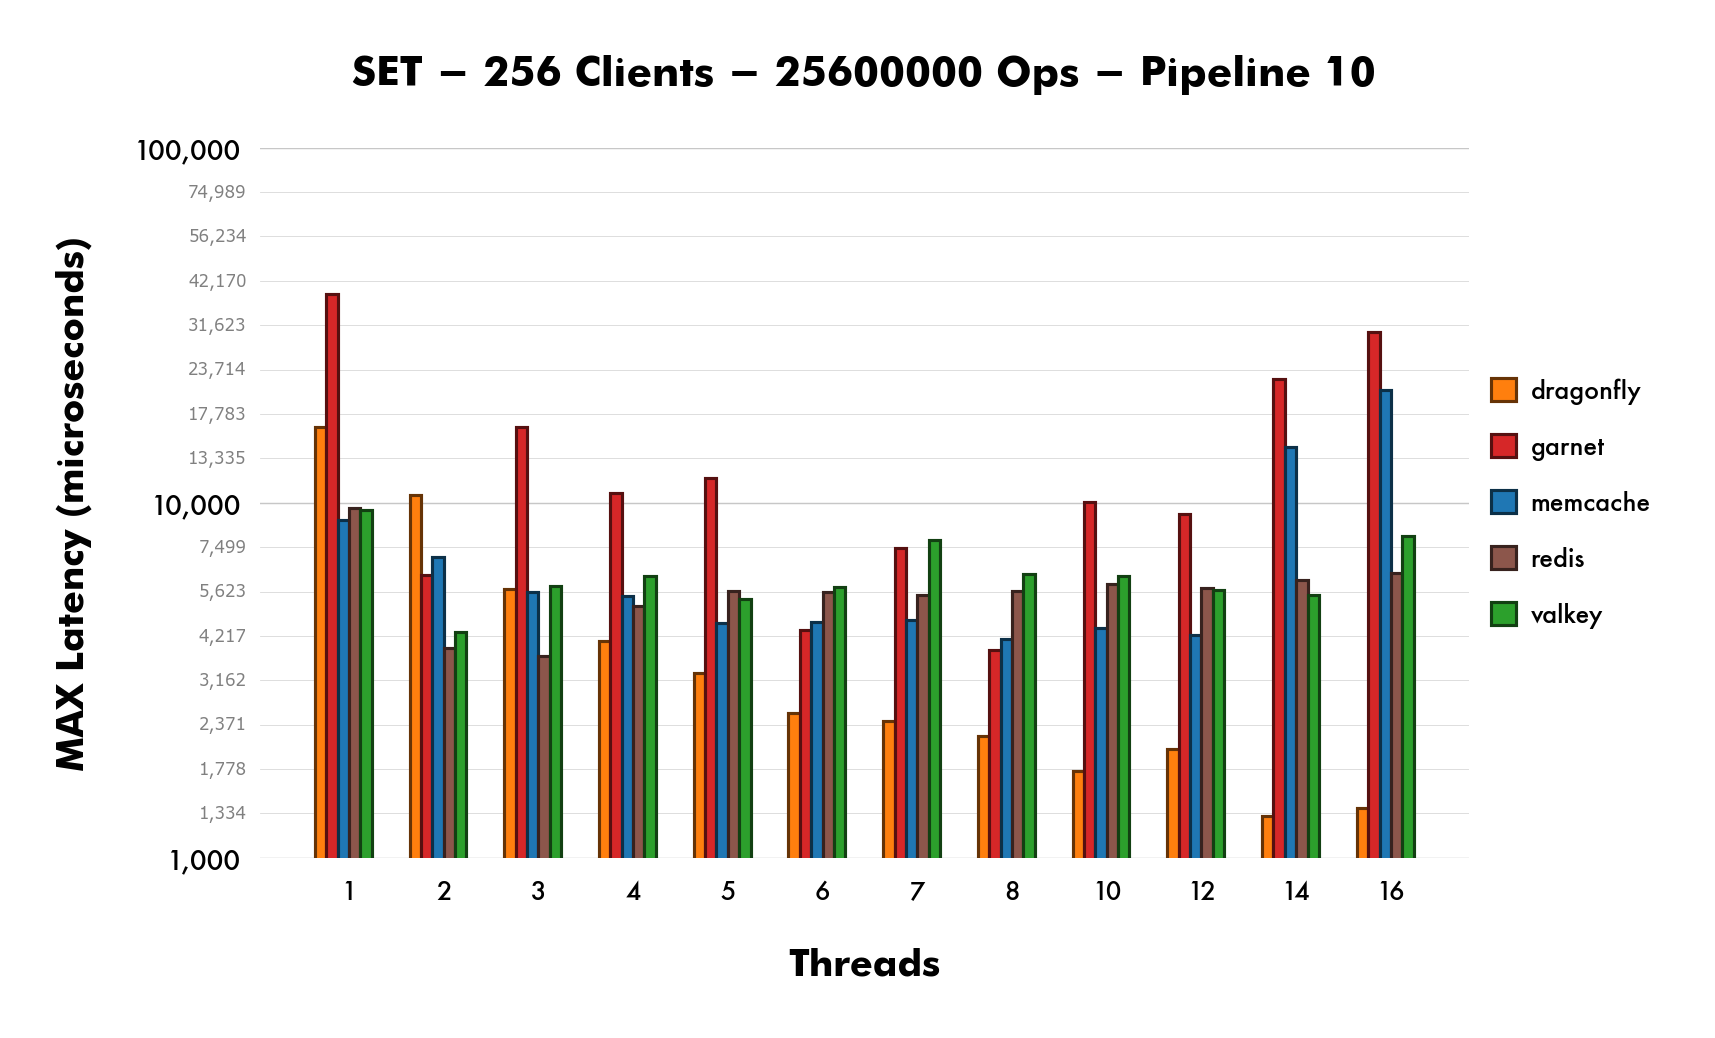 SET – 256 Clients – 25600000 Ops – Pipeline 10
MAX Latency (microseconds)
100,000
74,989
56,234
42,170
31,623
23,714
17,783
13,335
10,000
7,499
5,623
4,217
3,162
2,371
1,778
1,334
1,000
1 2 3 4 5 6 7 8 10 12 14 16
Threads
dragonfly
garnet
memcache
redis
valkey